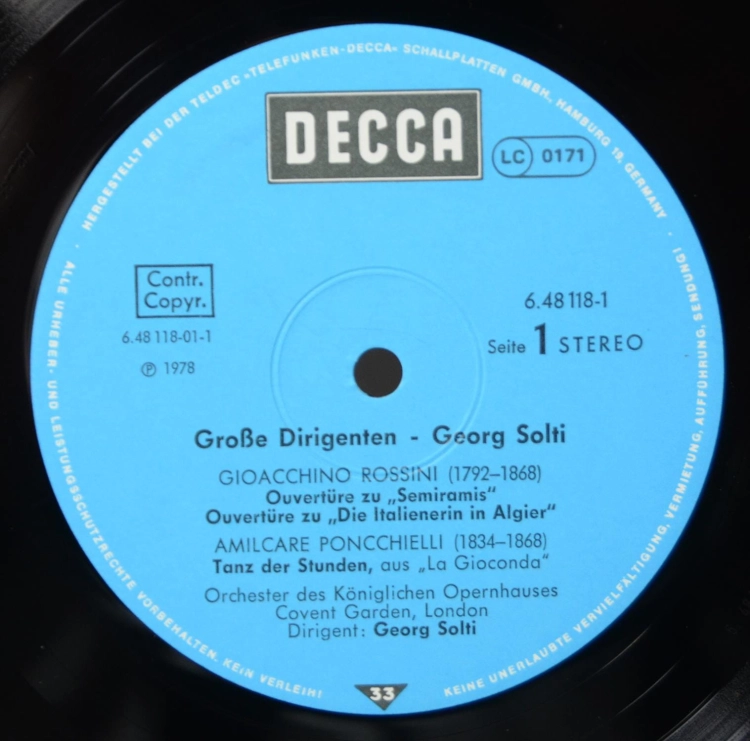 HERGESTELLT BEI DER TELDEC »TELEFUNKEN-DECCA« SCHALLPLATTEN GMBH, HAMBURG 19, GERMANY ·
DECCA
LC 0171
Contr.
Copyr.
6.48 118-01-1
Ⓟ 1978
6.48 118-1
Seite 1 STEREO
Große Dirigenten - Georg Solti
GIOACCHINO ROSSINI (1792–1868)
Ouvertüre zu „Semiramis“
Ouvertüre zu „Die Italienerin in Algier“
AMILCARE PONCCHIELLI (1834–1868)
Tanz der Stunden, aus „La Gioconda“
Orchester des Königlichen Opernhauses
Covent Garden, London
Dirigent: Georg Solti
33
· ALLE URHEBER- UND LEISTUNGSSCHUTZRECHTE VORBEHALTEN. KEIN VERLEIH!
KEINE UNERLAUBTE VERVIELFÄLTIGUNG, VERMIETUNG, AUFFÜHRUNG, SENDUNG!